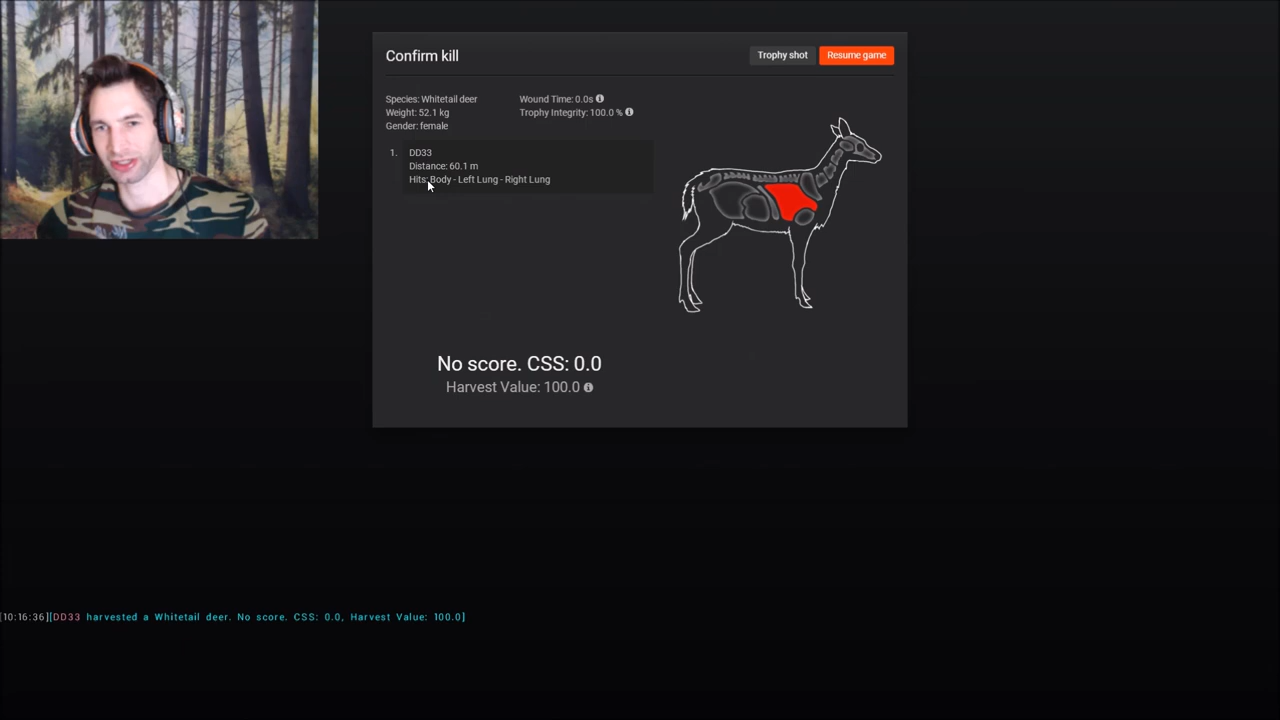 Confirm kill
Trophy shot
Resume game
Species: Whitetail deer
Weight: 52.1 kg
Gender: female
Wound Time: 0.0s
Trophy Integrity: 100.0 %
1.
DD33
Distance: 60.1 m
Hits: Body - Left Lung - Right Lung
No score. CSS: 0.0
Harvest Value: 100.0
[10:16:36][DD33 harvested a Whitetail deer. No score. CSS: 0.0, Harvest Value: 100.0]